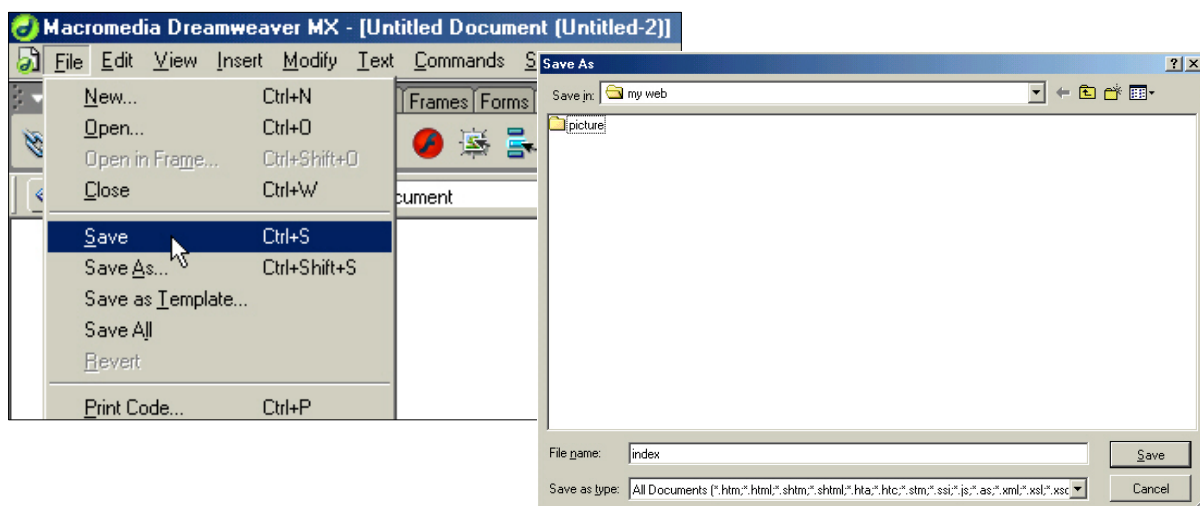 Macromedia Dreamweaver MX - [Untitled Document (Untitled-2)]
File Edit View Insert Modify Text Commands S
New... Ctrl+N
Frames Forms
Open... Ctrl+O
Open in Frame... Ctrl+Shift+O
Close Ctrl+W
cument
Save Ctrl+S
Save As... Ctrl+Shift+S
Save as Template...
Save All
Revert
Print Code... Ctrl+P
Save As
Save in: my web
picture
File name: index
Save
Save as type: All Documents (*.htm;*.html;*.shtm;*.shtml;*.hta;*.htc;*.stm;*.ssi;*.js;*.as;*.xml;*.xsl;*.xsd
Cancel